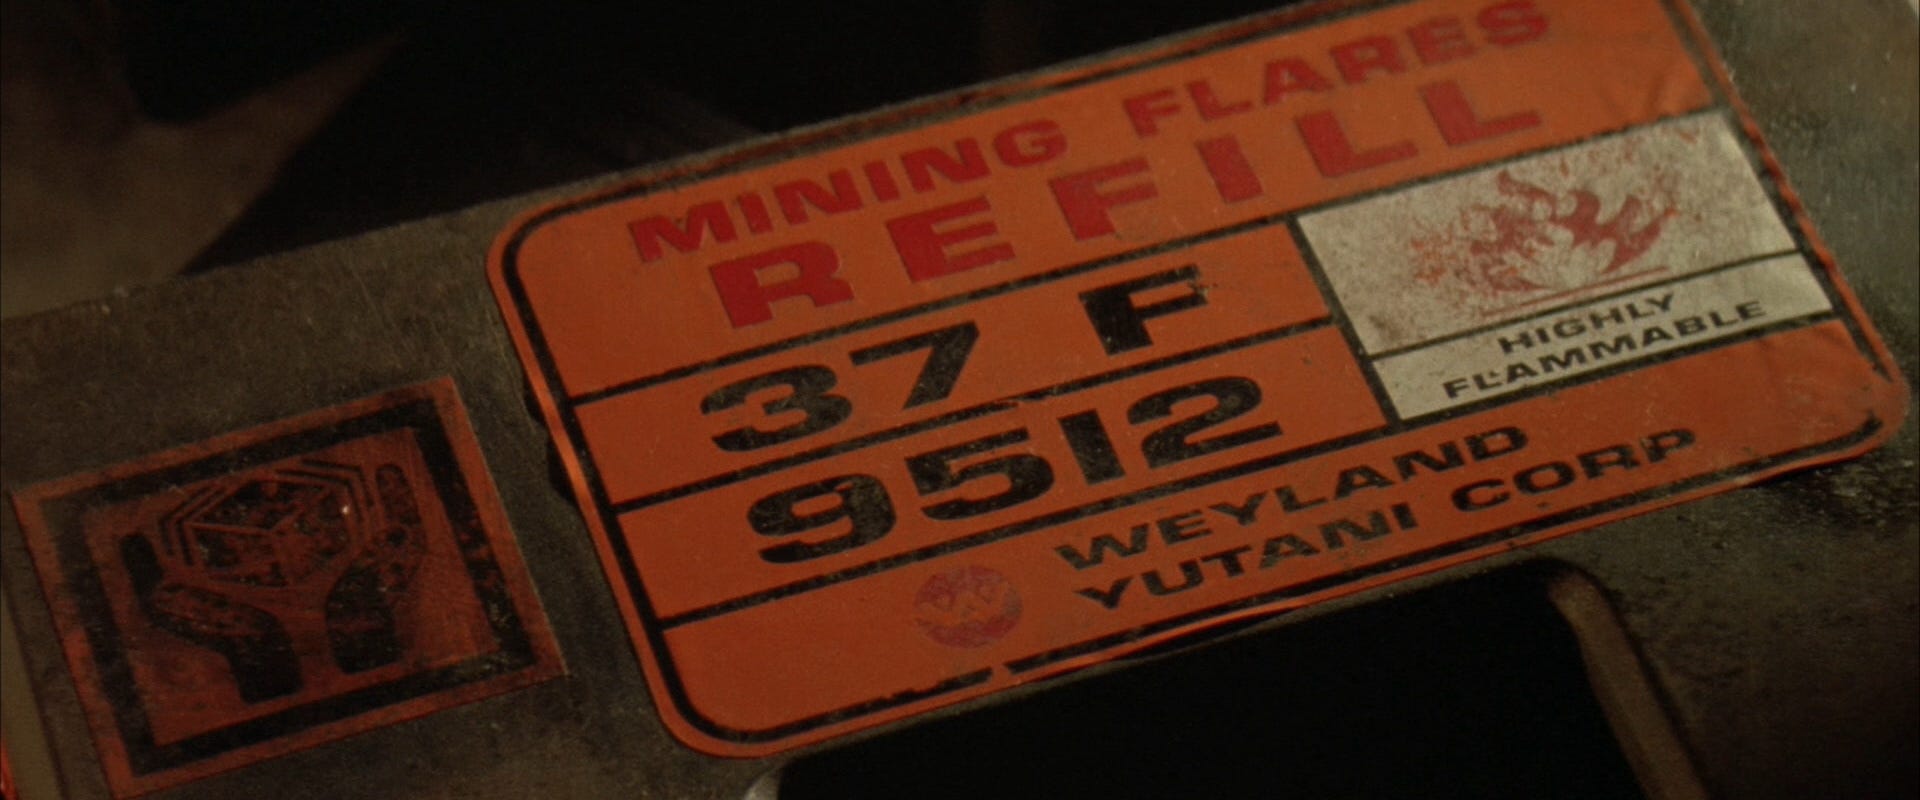 MINING FLARES
REFILL
37 F
9512
HIGHLY
FLAMMABLE
WEYLAND
YUTANI CORP